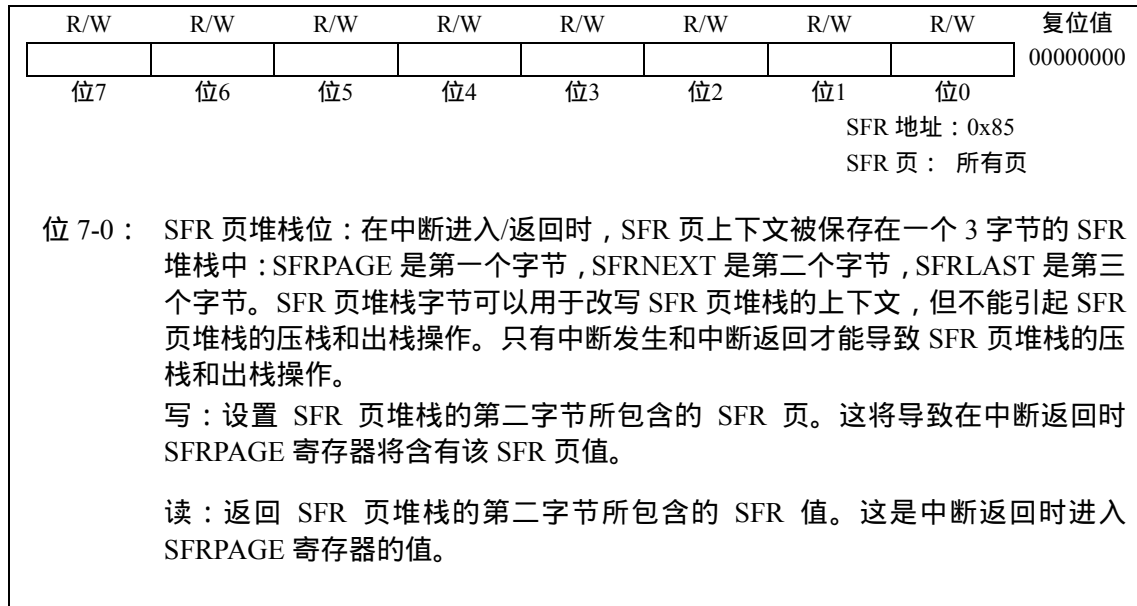 R/W R/W R/W R/W R/W R/W R/W R/W 复位值
00000000
位7 位6 位5 位4 位3 位2 位1 位0
SFR 地址：0x85
SFR 页： 所有页
位 7-0： SFR 页堆栈位：在中断进入/返回时，SFR 页上下文被保存在一个 3 字节的 SFR
堆栈中：SFRPAGE 是第一个字节，SFRNEXT 是第二个字节，SFRLAST 是第三
个字节。SFR 页堆栈字节可以用于改写 SFR 页堆栈的上下文，但不能引起 SFR
页堆栈的压栈和出栈操作。只有中断发生和中断返回才能导致 SFR 页堆栈的压
栈和出栈操作。
写：设置 SFR 页堆栈的第二字节所包含的 SFR 页。这将导致在中断返回时
SFRPAGE 寄存器将含有该 SFR 页值。
读：返回 SFR 页堆栈的第二字节所包含的 SFR 值。这是中断返回时进入
SFRPAGE 寄存器的值。